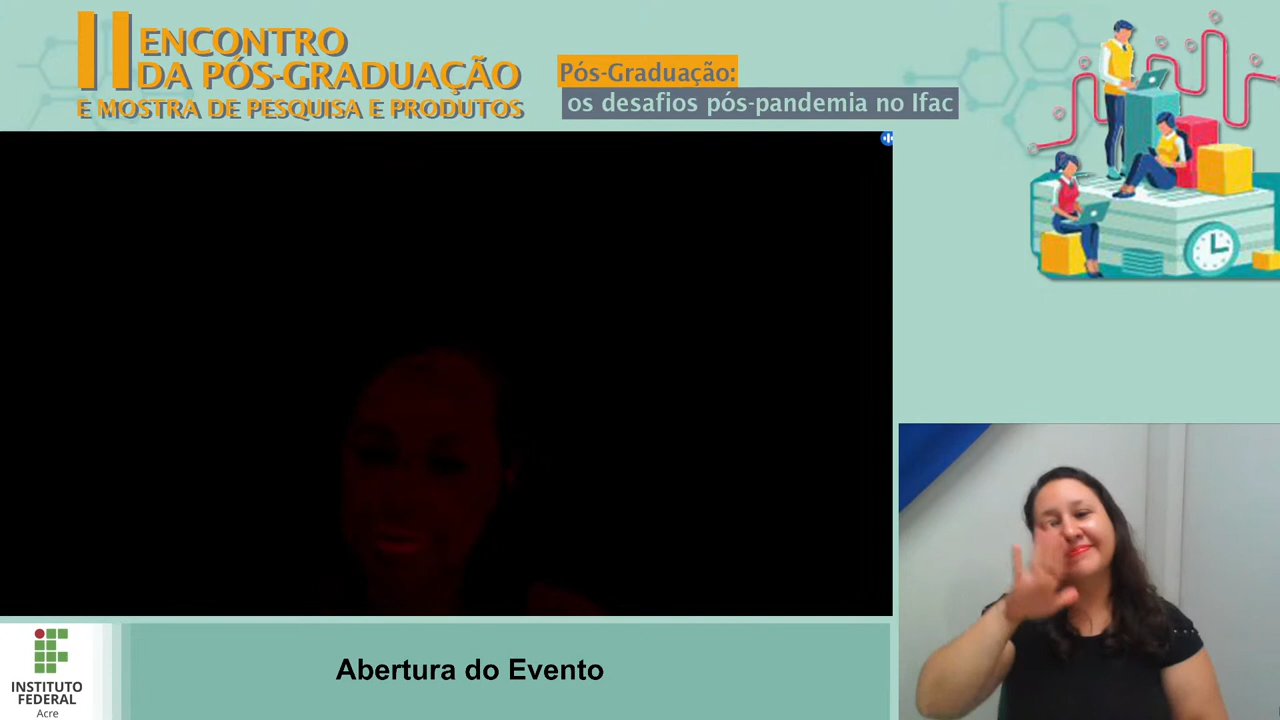 II ENCONTRO
DA PÓS-GRADUAÇÃO
E MOSTRA DE PESQUISA E PRODUTOS
Pós-Graduação:
os desafios pós-pandemia no Ifac
Abertura do Evento
INSTITUTO
FEDERAL
Acre